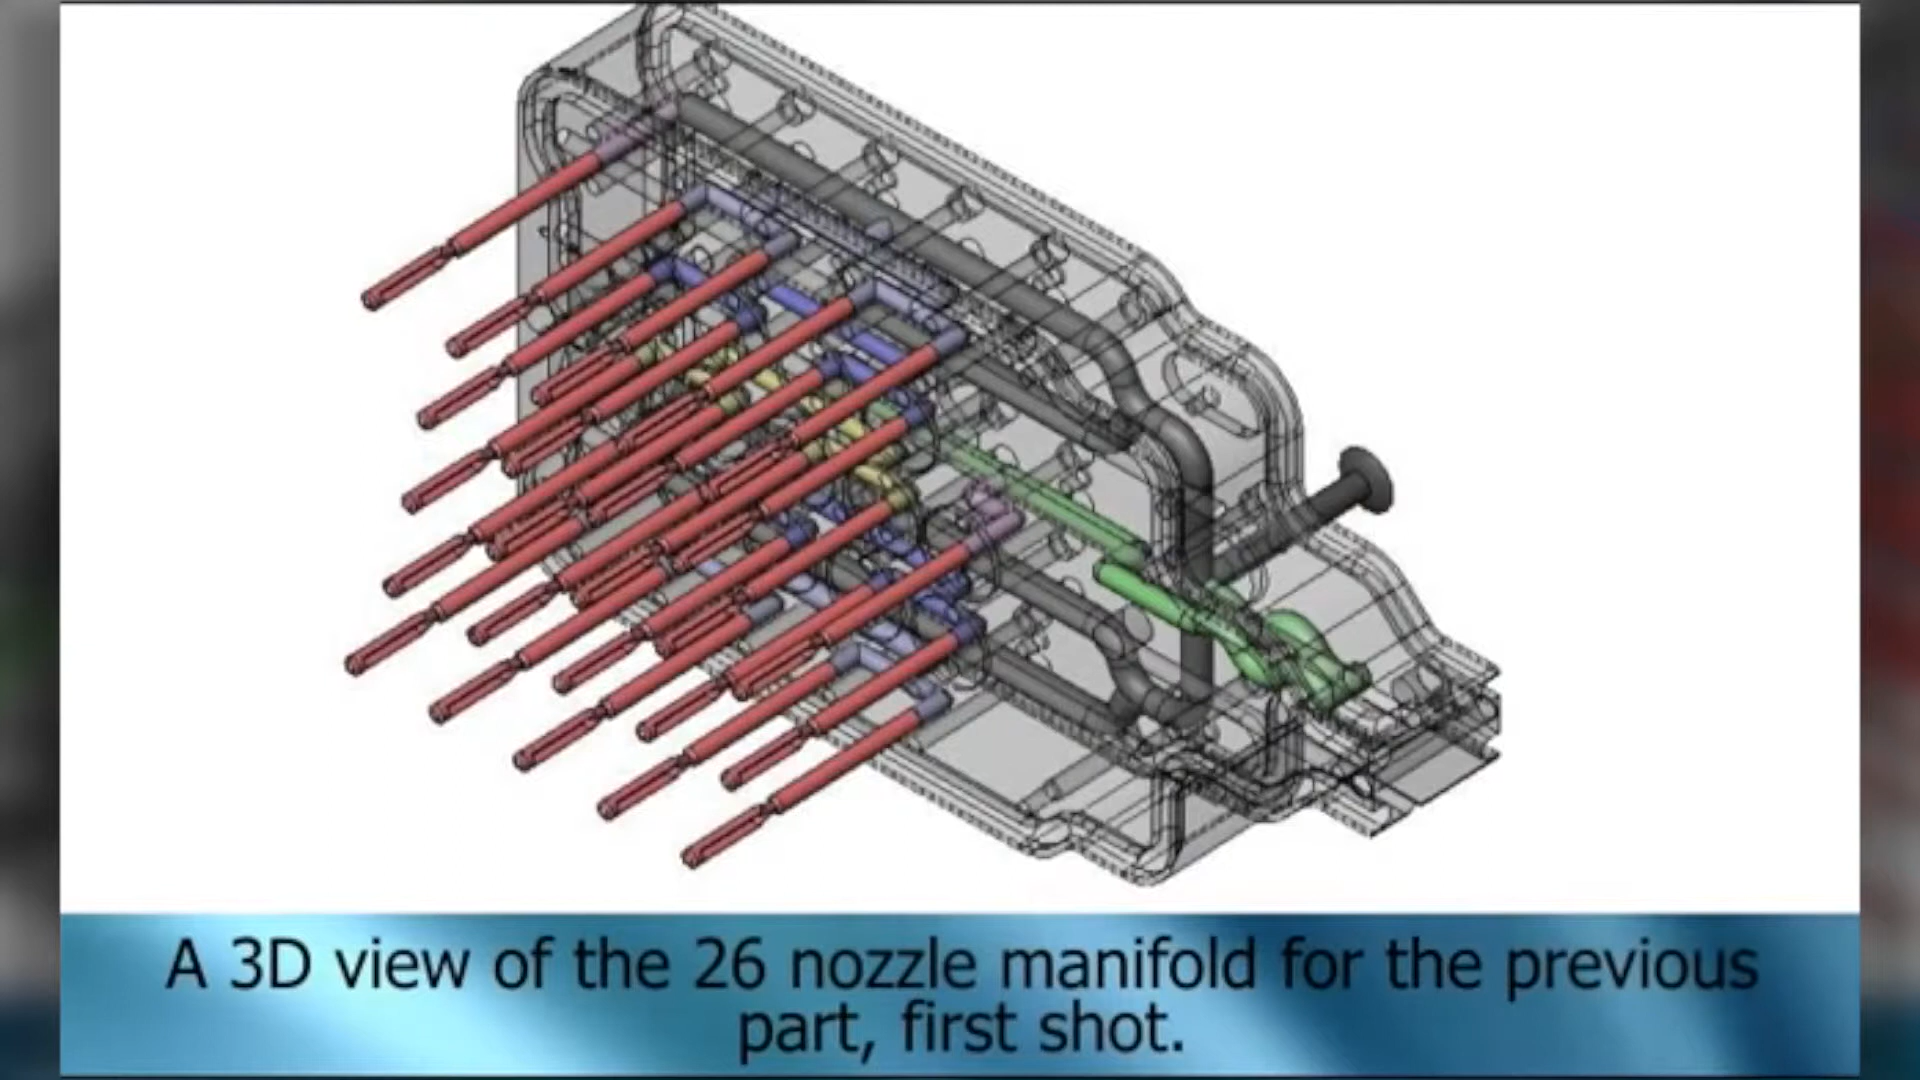 A 3D view of the 26 nozzle manifold for the previous
part, first shot.